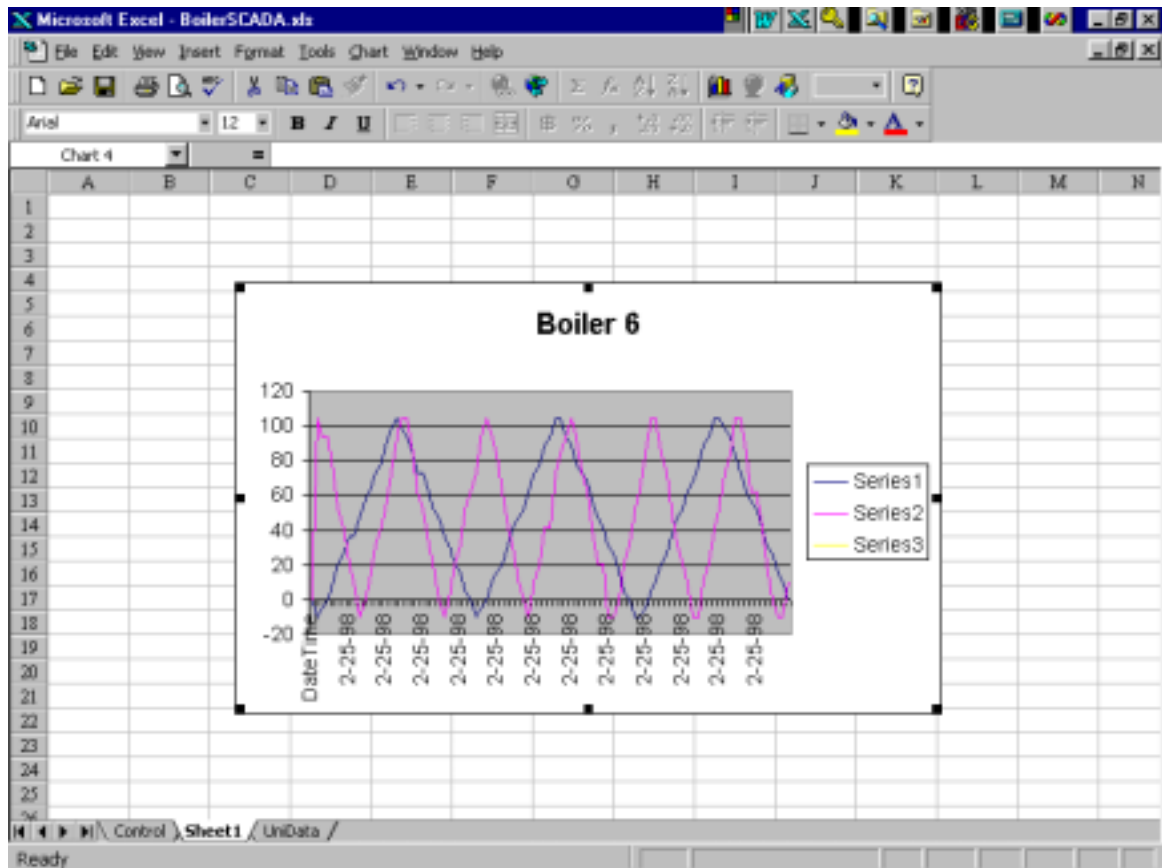 Microsoft Excel - BoilerSCADA.xls
File Edit View Insert Format Tools Chart Window Help
Arial 12 B I U
Chart 4 =
A B C D E F G H I J K L M N
1
2
3
4
5
6
7
8
9
10
11
12
13
14
15
16
17
18
19
20
21
22
23
24
25
26
Boiler 6
120
100
80
60
40
20
0
-20
DateTime 2-25-98 2-25-98 2-25-98 2-25-98 2-25-98 2-25-98 2-25-98 2-25-98 2-25-98 2-25-98 2-25-98 2-25-98
Series1
Series2
Series3
Control Sheet1 UniData
Ready